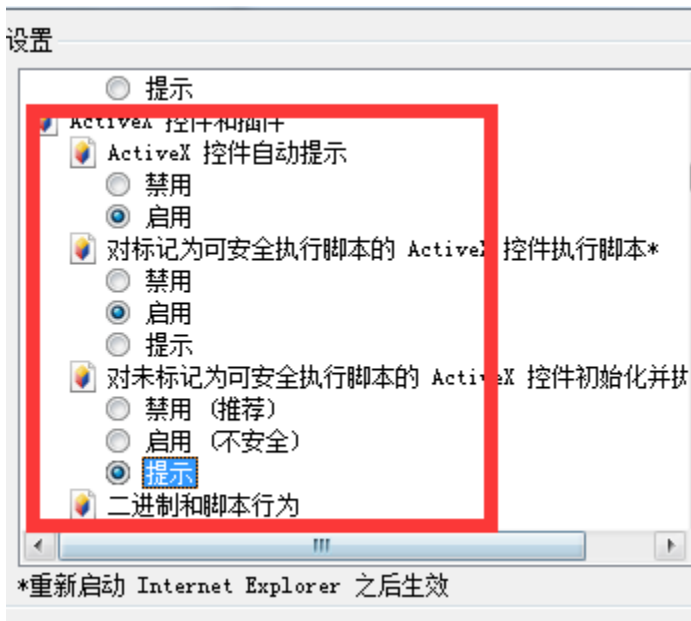 设置
提示
ActiveX 控件和插件
ActiveX 控件自动提示
禁用
启用
对标记为可安全执行脚本的 ActiveX 控件执行脚本*
禁用
启用
提示
对未标记为可安全执行脚本的 ActiveX 控件初始化并执
禁用 (推荐)
启用 (不安全)
提示
二进制和脚本行为
*重新启动 Internet Explorer 之后生效